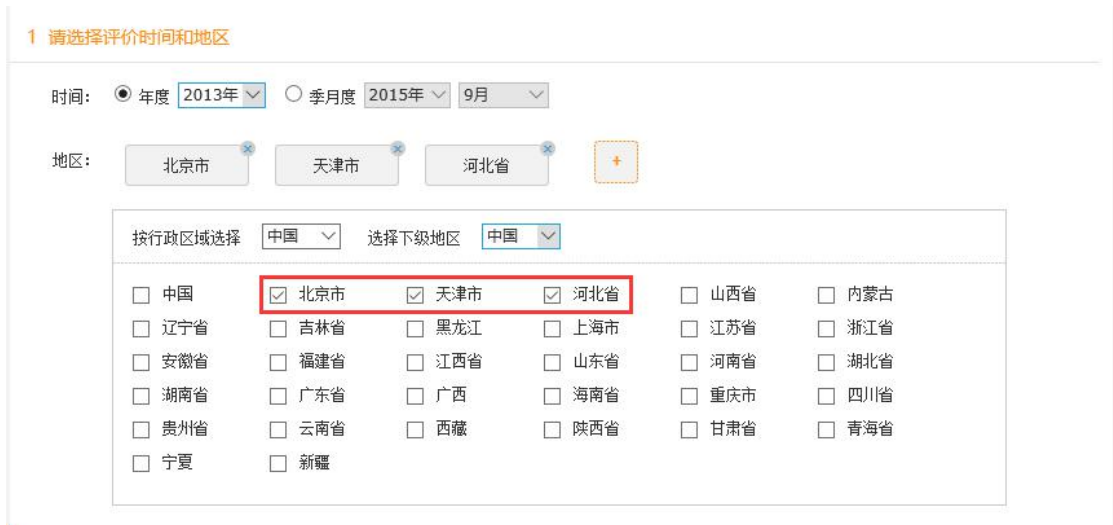 1 请选择评价时间和地区
时间： 年度 2013年 季月度 2015年 9月
地区： 北京市 天津市 河北省 +
按行政区域选择 中国 选择下级地区 中国
中国 北京市 天津市 河北省 山西省 内蒙古
辽宁省 吉林省 黑龙江 上海市 江苏省 浙江省
安徽省 福建省 江西省 山东省 河南省 湖北省
湖南省 广东省 广西 海南省 重庆市 四川省
贵州省 云南省 西藏 陕西省 甘肃省 青海省
宁夏 新疆